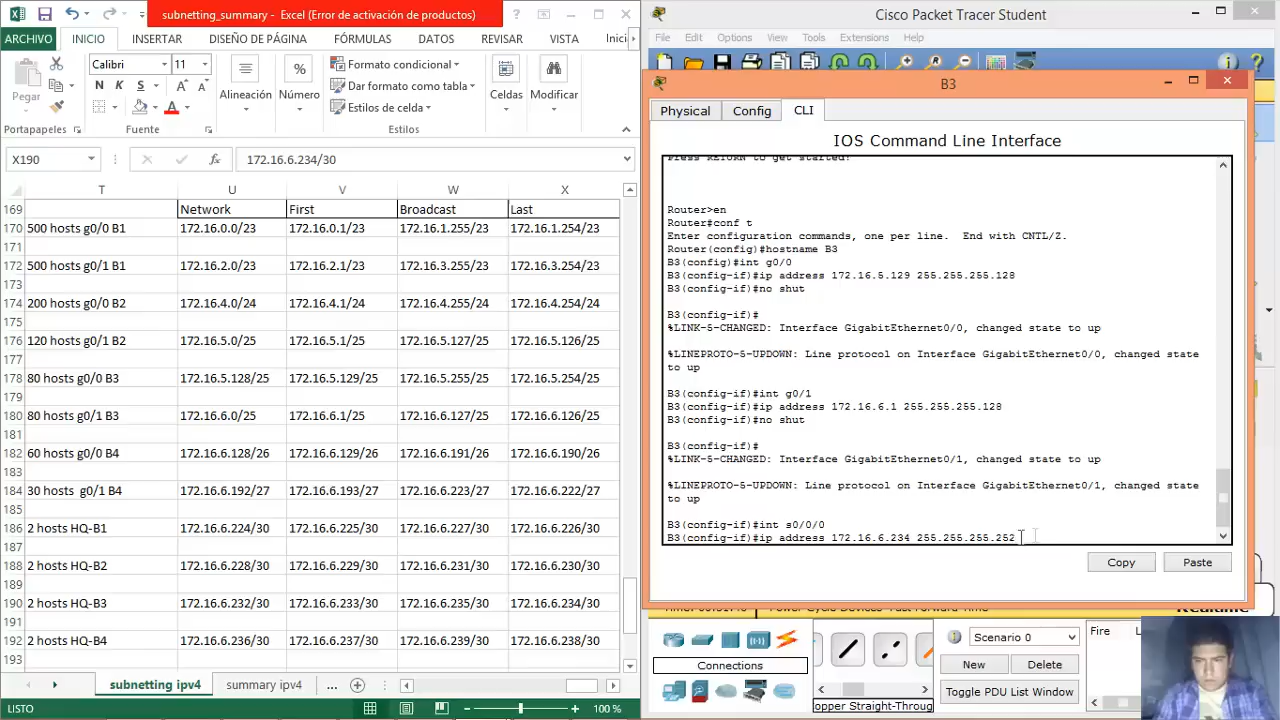 subnetting_summary - Excel (Error de activación de productos)
ARCHIVO INICIO INSERTAR DISEÑO DE PÁGINA FÓRMULAS DATOS REVISAR VISTA Inici
Pegar
Calibri 11
N K S
A A
Alineación
%
Número
Formato condicional
Dar formato como tabla
Estilos de celda
Celdas
Modificar
Portapapeles Fuente Estilos
X190 fx 172.16.6.234/30
T U V W X
169 Network First Broadcast Last
170 500 hosts g0/0 B1 172.16.0.0/23 172.16.0.1/23 172.16.1.255/23 172.16.1.254/23
171
172 500 hosts g0/1 B1 172.16.2.0/23 172.16.2.1/23 172.16.3.255/23 172.16.3.254/23
173
174 200 hosts g0/0 B2 172.16.4.0/24 172.16.4.1/24 172.16.4.255/24 172.16.4.254/24
175
176 120 hosts g0/1 B2 172.16.5.0/25 172.16.5.1/25 172.16.5.127/25 172.16.5.126/25
177
178 80 hosts g0/0 B3 172.16.5.128/25 172.16.5.129/25 172.16.5.255/25 172.16.5.254/25
179
180 80 hosts g0/1 B3 172.16.6.0/25 172.16.6.1/25 172.16.6.127/25 172.16.6.126/25
181
182 60 hosts g0/0 B4 172.16.6.128/26 172.16.6.129/26 172.16.6.191/26 172.16.6.190/26
183
184 30 hosts  g0/1 B4 172.16.6.192/27 172.16.6.193/27 172.16.6.223/27 172.16.6.222/27
185
186 2 hosts HQ-B1 172.16.6.224/30 172.16.6.225/30 172.16.6.227/30 172.16.6.226/30
187
188 2 hosts HQ-B2 172.16.6.228/30 172.16.6.229/30 172.16.6.231/30 172.16.6.230/30
189
190 2 hosts HQ-B3 172.16.6.232/30 172.16.6.233/30 172.16.6.235/30 172.16.6.234/30
191
192 2 hosts HQ-B4 172.16.6.236/30 172.16.6.237/30 172.16.6.239/30 172.16.6.238/30
193
subnetting ipv4 summary ipv4 ...
LISTO 100 %
Cisco Packet Tracer Student
File Edit Options View Tools Extensions Help
B3
Physical Config CLI
IOS Command Line Interface
Press RETURN to get started!
Router>en
Router#conf t
Enter configuration commands, one per line.  End with CNTL/Z.
Router(config)#hostname B3
B3(config)#int g0/0
B3(config-if)#ip address 172.16.5.129 255.255.255.128
B3(config-if)#no shut
B3(config-if)#
%LINK-5-CHANGED: Interface GigabitEthernet0/0, changed state to up
%LINEPROTO-5-UPDOWN: Line protocol on Interface GigabitEthernet0/0, changed state
to up
B3(config-if)#int g0/1
B3(config-if)#ip address 172.16.6.1 255.255.255.128
B3(config-if)#no shut
B3(config-if)#
%LINK-5-CHANGED: Interface GigabitEthernet0/1, changed state to up
%LINEPROTO-5-UPDOWN: Line protocol on Interface GigabitEthernet0/1, changed state
to up
B3(config-if)#int s0/0/0
B3(config-if)#ip address 172.16.6.234 255.255.255.252
Copy Paste
Power Cycle Devices Fast Forward Time
Realtime
Connections
opper Straight-Throug
Scenario 0
New Delete
Toggle PDU List Window
Fire L